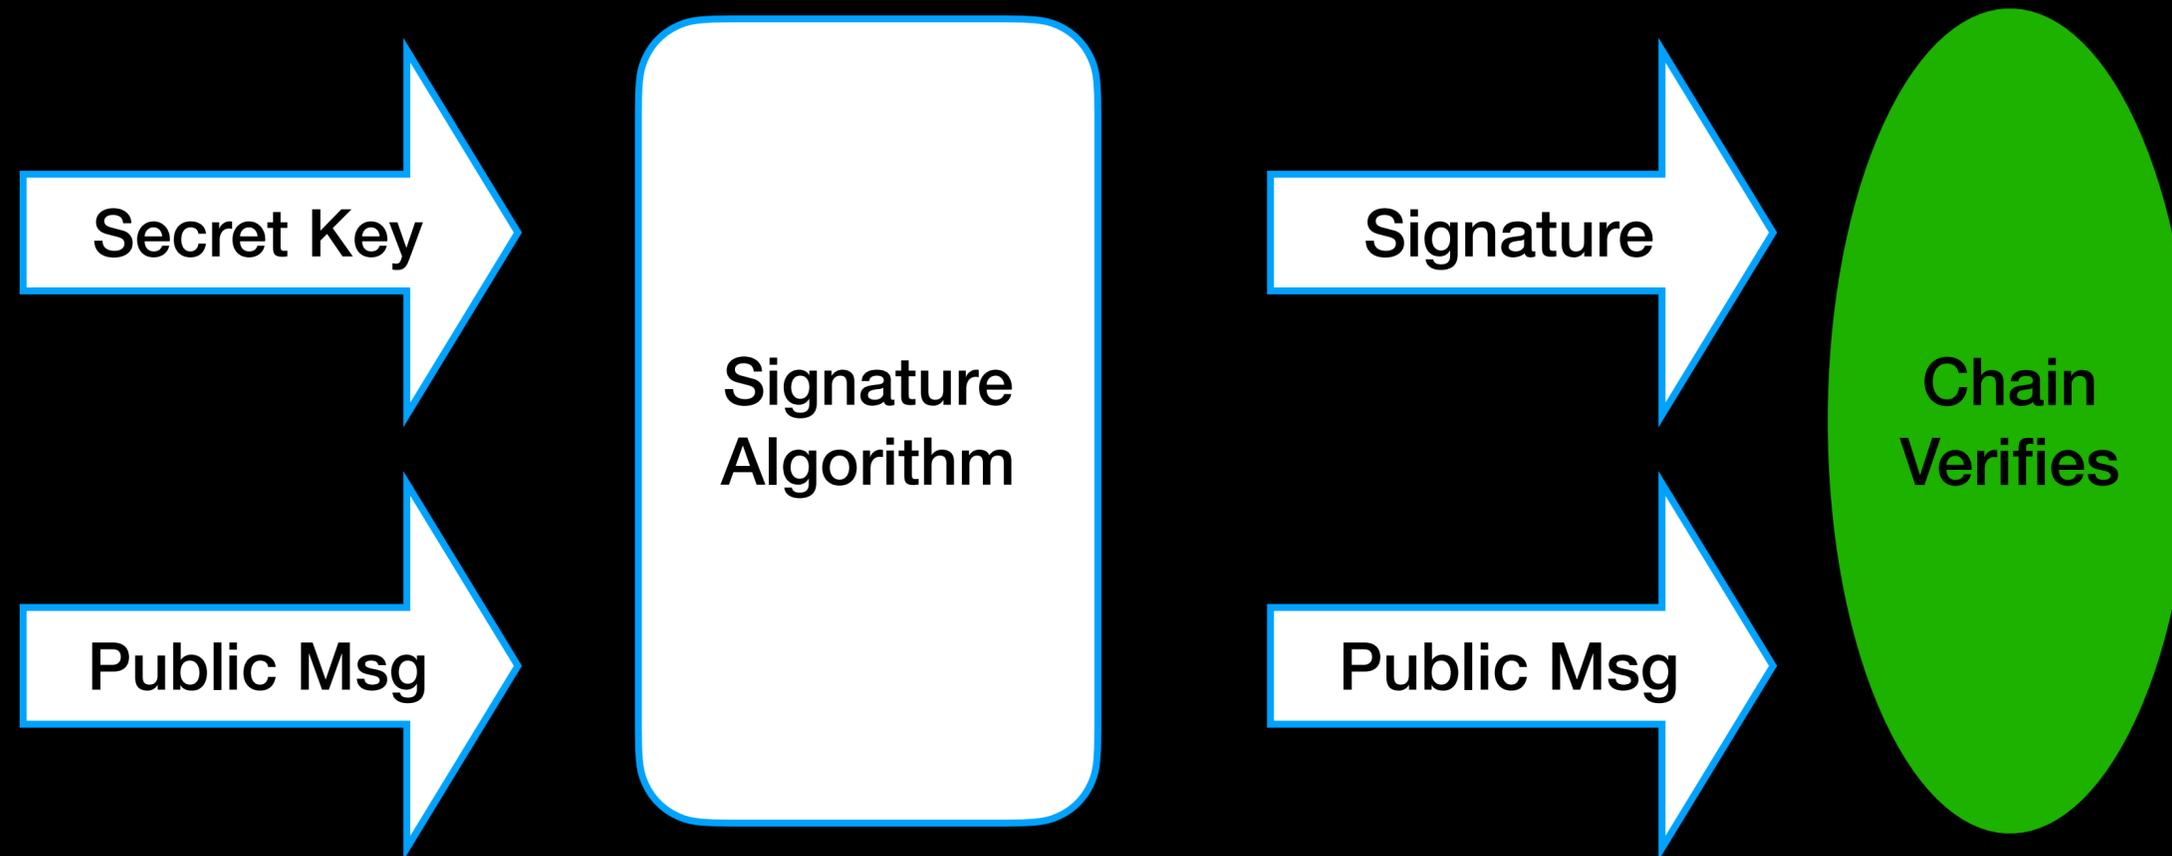 Secret Key
Public Msg
Signature
Algorithm
Signature
Public Msg
Chain
Verifies